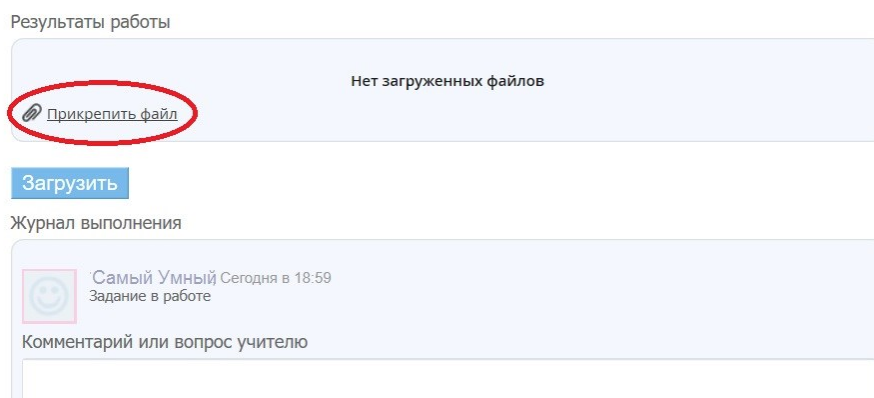 Результаты работы
Нет загруженных файлов
Прикрепить файл
Загрузить
Журнал выполнения
Самый Умный Сегодня в 18:59
Задание в работе
Комментарий или вопрос учителю